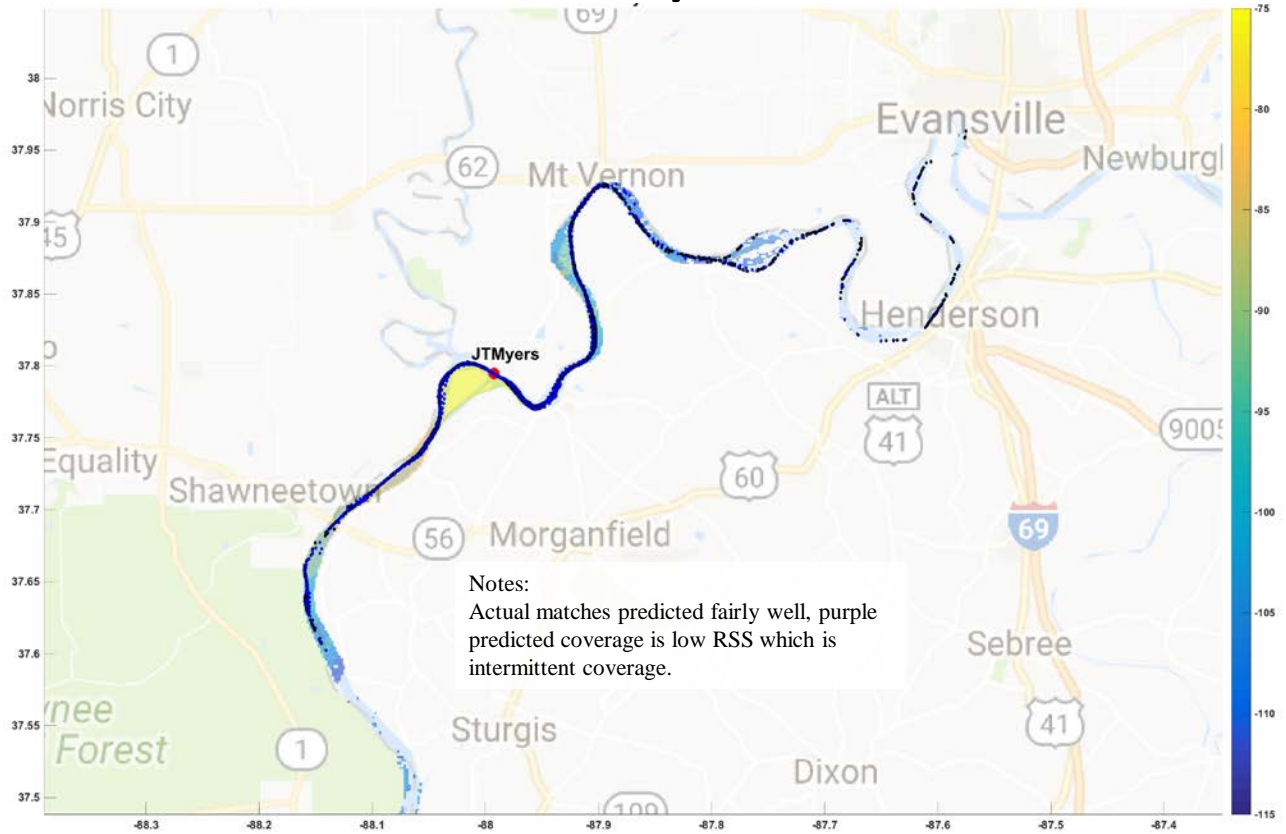 69
1
38
Norris City
Evansville
37.95
62
Mt Vernon
Newburgl
37.9
45
37.85
Henderson
JTMyers
37.8
ALT
41
37.75
9005
Equality
60
Shawneetown
37.7
56
Morganfield
69
37.65
Notes:
Actual matches predicted fairly well, purple
predicted coverage is low RSS which is
intermittent coverage.
37.6
Sebree
nee
Forest
37.55
1
Sturgis
41
Dixon
37.5
109
-88.3
-88.2
-88.1
-88
-87.9
-87.8
-87.7
-87.6
-87.5
-87.4
-75
-80
-85
-90
-95
-100
-105
-110
-115